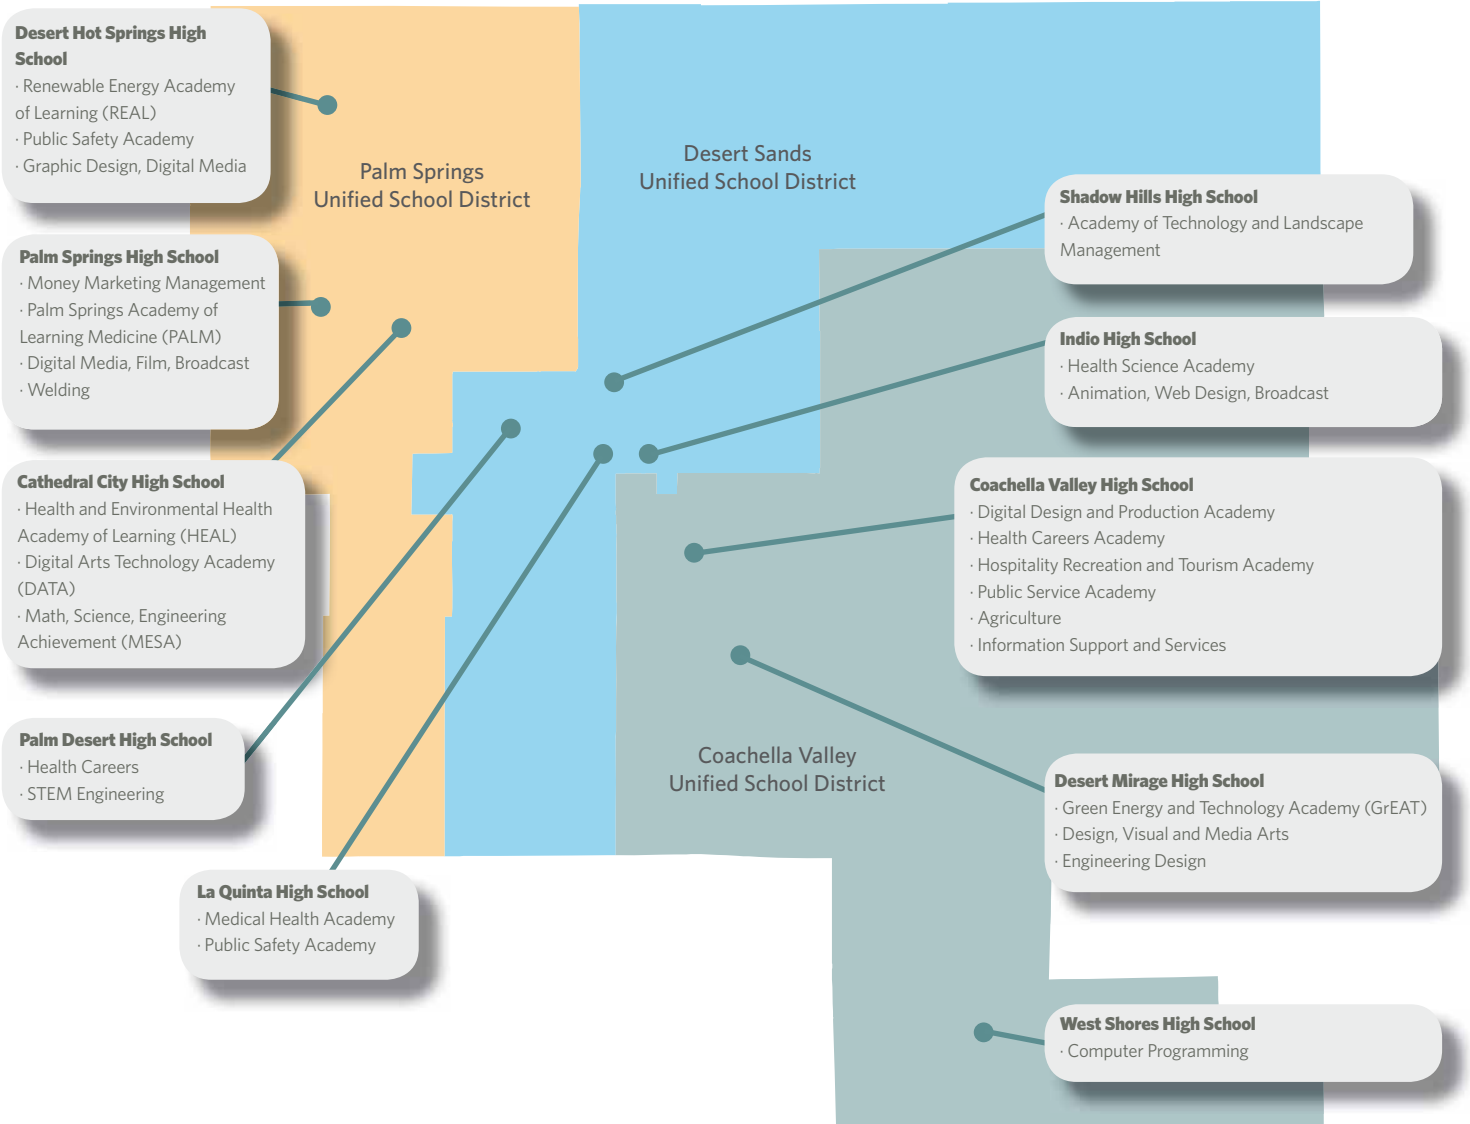 Desert Hot Springs High
School
· Renewable Energy Academy
of Learning (REAL)
· Public Safety Academy
· Graphic Design, Digital Media
Palm Springs
Unified School District
Desert Sands
Unified School District
Shadow Hills High School
· Academy of Technology and Landscape
Management
Palm Springs High School
· Money Marketing Management
· Palm Springs Academy of
Learning Medicine (PALM)
· Digital Media, Film, Broadcast
· Welding
Indio High School
· Health Science Academy
· Animation, Web Design, Broadcast
Cathedral City High School
· Health and Environmental Health
Academy of Learning (HEAL)
· Digital Arts Technology Academy
(DATA)
· Math, Science, Engineering
Achievement (MESA)
Coachella Valley High School
· Digital Design and Production Academy
· Health Careers Academy
· Hospitality Recreation and Tourism Academy
· Public Service Academy
· Agriculture
· Information Support and Services
Palm Desert High School
· Health Careers
· STEM Engineering
Coachella Valley
Unified School District
Desert Mirage High School
· Green Energy and Technology Academy (GrEAT)
· Design, Visual and Media Arts
· Engineering Design
La Quinta High School
· Medical Health Academy
· Public Safety Academy
West Shores High School
· Computer Programming